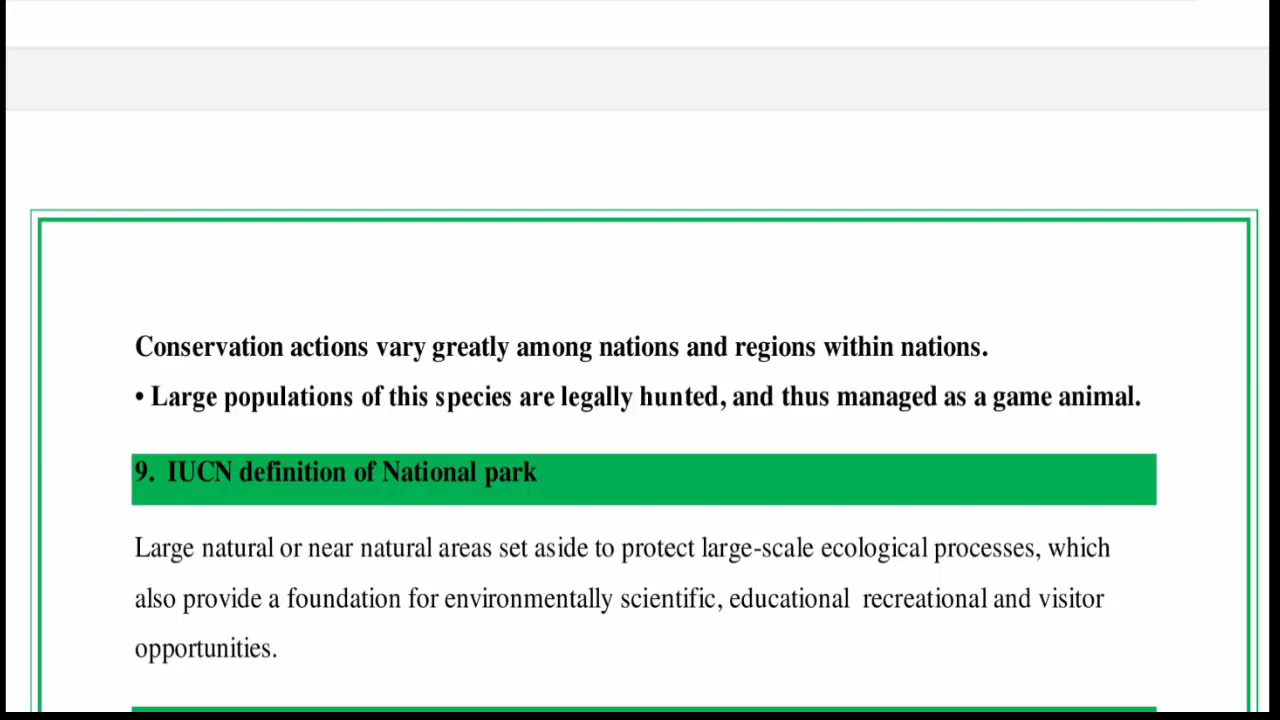 Conservation actions vary greatly among nations and regions within nations.
• Large populations of this species are legally hunted, and thus managed as a game animal.
9. IUCN definition of National park
Large natural or near natural areas set aside to protect large-scale ecological processes, which
also provide a foundation for environmentally scientific, educational recreational and visitor
opportunities.